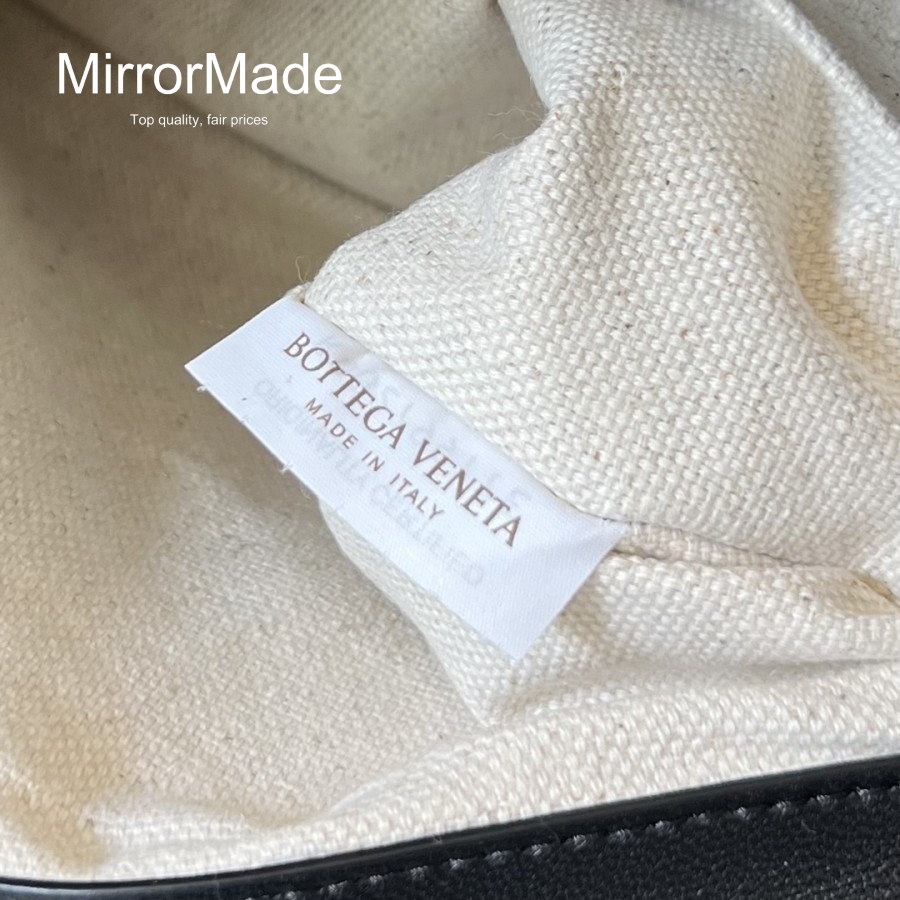 MirrorMade
Top quality, fair prices
BOTTEGA VENETA
MADE IN ITALY